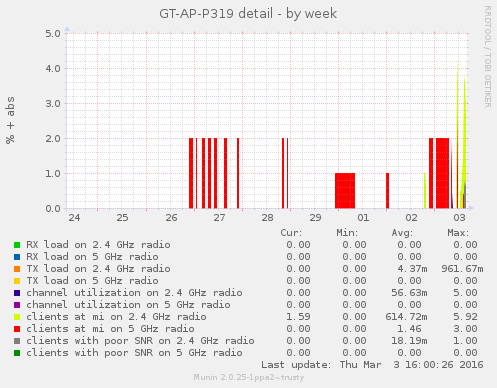 GT-AP-P319 detail - by week
RRDTOOL / TOBI OETIKER
% + abs
5.0
4.0
3.0
2.0
1.0
0.0
24 25 26 27 28 29 01 02 03
Cur: Min: Avg: Max:
RX load on 2.4 GHz radio 0.00 0.00 0.00 0.00
RX load on 5 GHz radio 0.00 0.00 0.00 0.00
TX load on 2.4 GHz radio 0.00 0.00 4.37m 961.67m
TX load on 5 GHz radio 0.00 0.00 0.00 0.00
channel utilization on 2.4 GHz radio 0.00 0.00 56.63m 5.00
channel utilization on 5 GHz radio 0.00 0.00 0.00 0.00
clients at mi on 2.4 GHz radio 1.59 0.00 614.72m 5.92
clients at mi on 5 GHz radio 0.00 0.00 1.46 3.00
clients with poor SNR on 2.4 GHz radio 0.00 0.00 18.19m 1.00
clients with poor SNR on 5 GHz radio 0.00 0.00 0.00 0.00
Last update: Thu Mar 3 16:00:26 2016
Munin 2.0.25-1ppa2~trusty